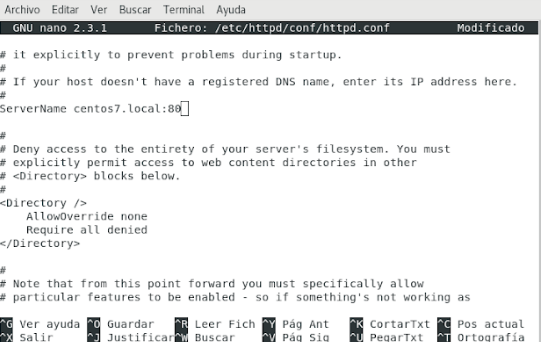 Archivo Editar Ver Buscar Terminal Ayuda
GNU nano 2.3.1 Fichero: /etc/httpd/conf/httpd.conf Modificado
# it explicitly to prevent problems during startup.
#
# If your host doesn't have a registered DNS name, enter its IP address here.
#
ServerName centos7.local:80
#
# Deny access to the entirety of your server's filesystem. You must
# explicitly permit access to web content directories in other
# <Directory> blocks below.
#
<Directory />
    AllowOverride none
    Require all denied
</Directory>
#
# Note that from this point forward you must specifically allow
# particular features to be enabled - so if something's not working as
^G Ver ayuda ^O Guardar ^R Leer Fich ^Y Pág Ant ^K CortarTxt ^C Pos actual
^X Salir ^J Justificar ^W Buscar ^V Pág Sig ^U PegarTxt ^T Ortografía